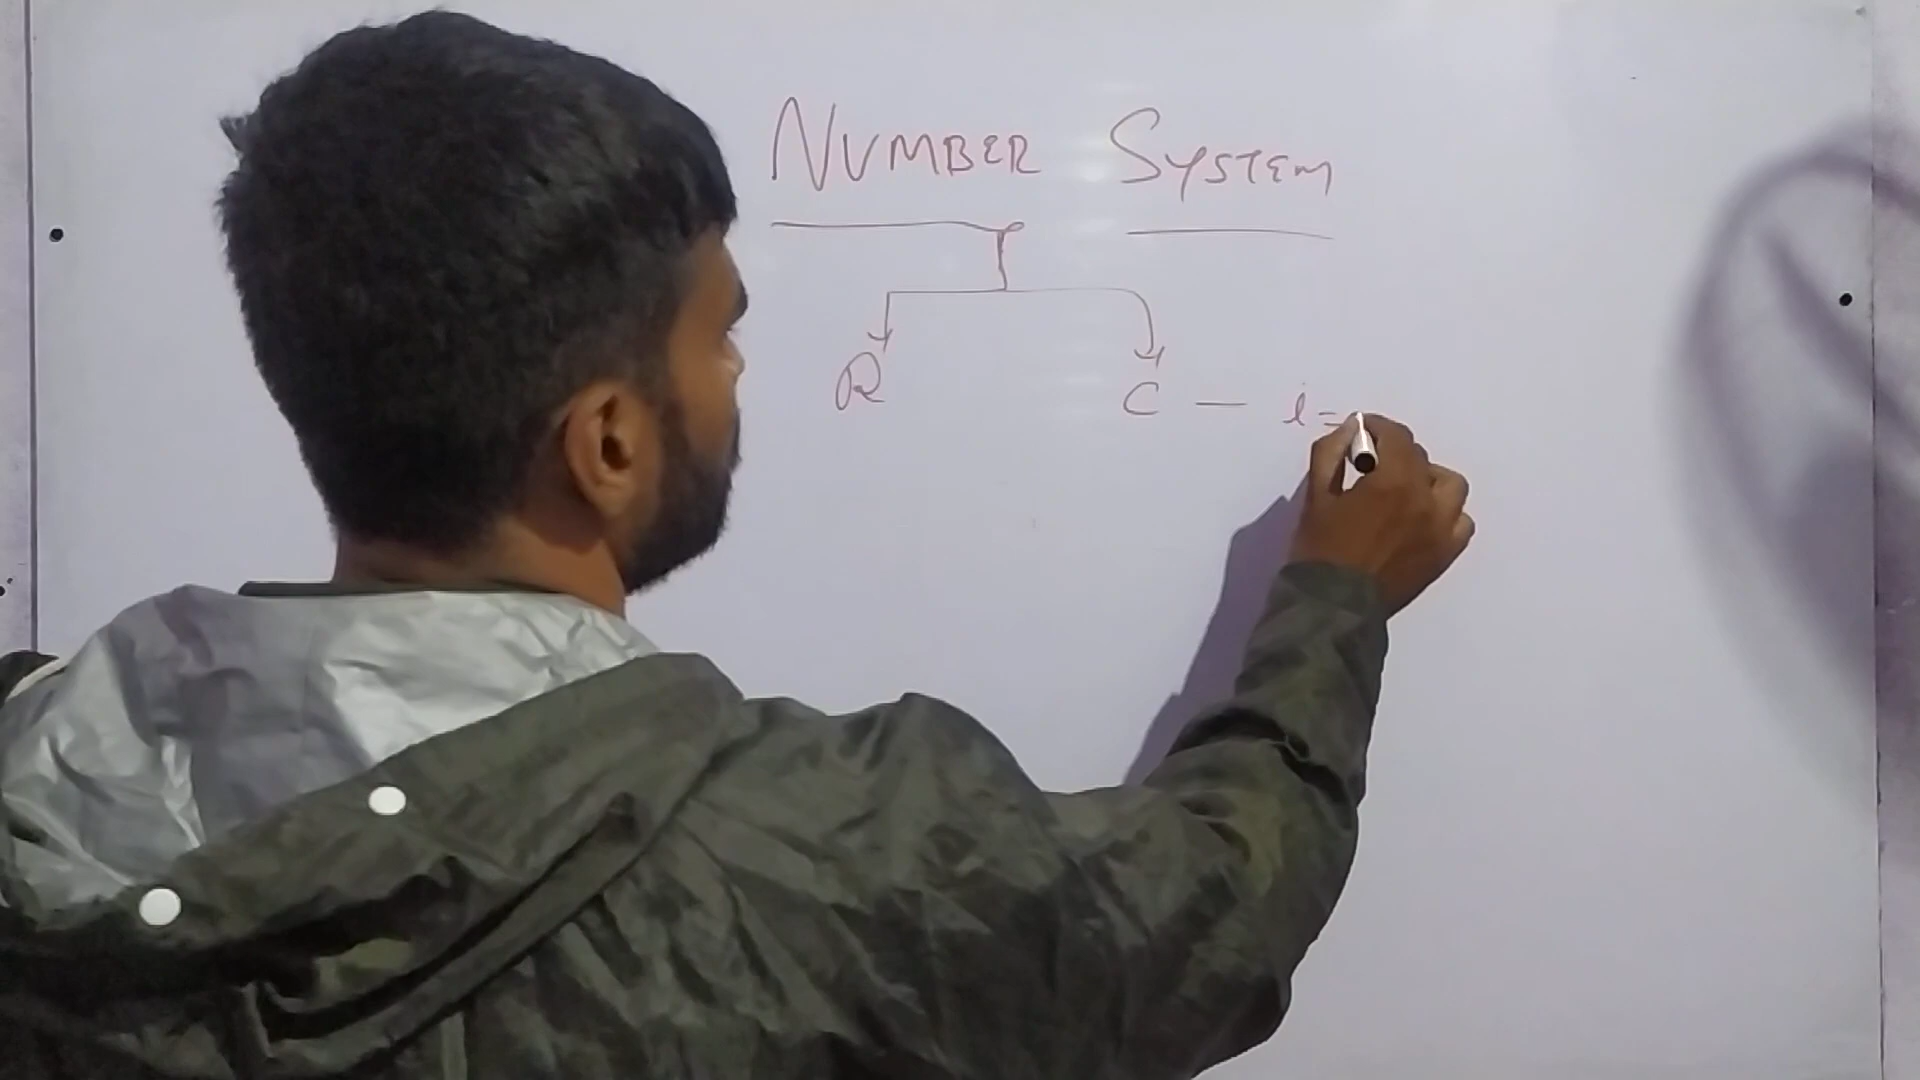 NUMBER SYSTEM
R C — i =